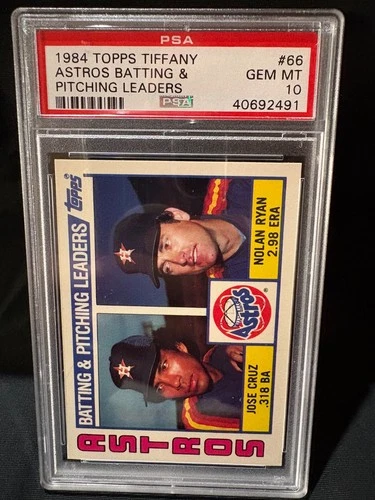 PSA
1984 TOPPS TIFFANY #66
ASTROS BATTING & GEM MT
PITCHING LEADERS 10
PSA 40692491
BATTING & PITCHING LEADERS Topps®
NOLAN RYAN
2.98 ERA
JOSE CRUZ
.318 BA
Astros
ASTROS